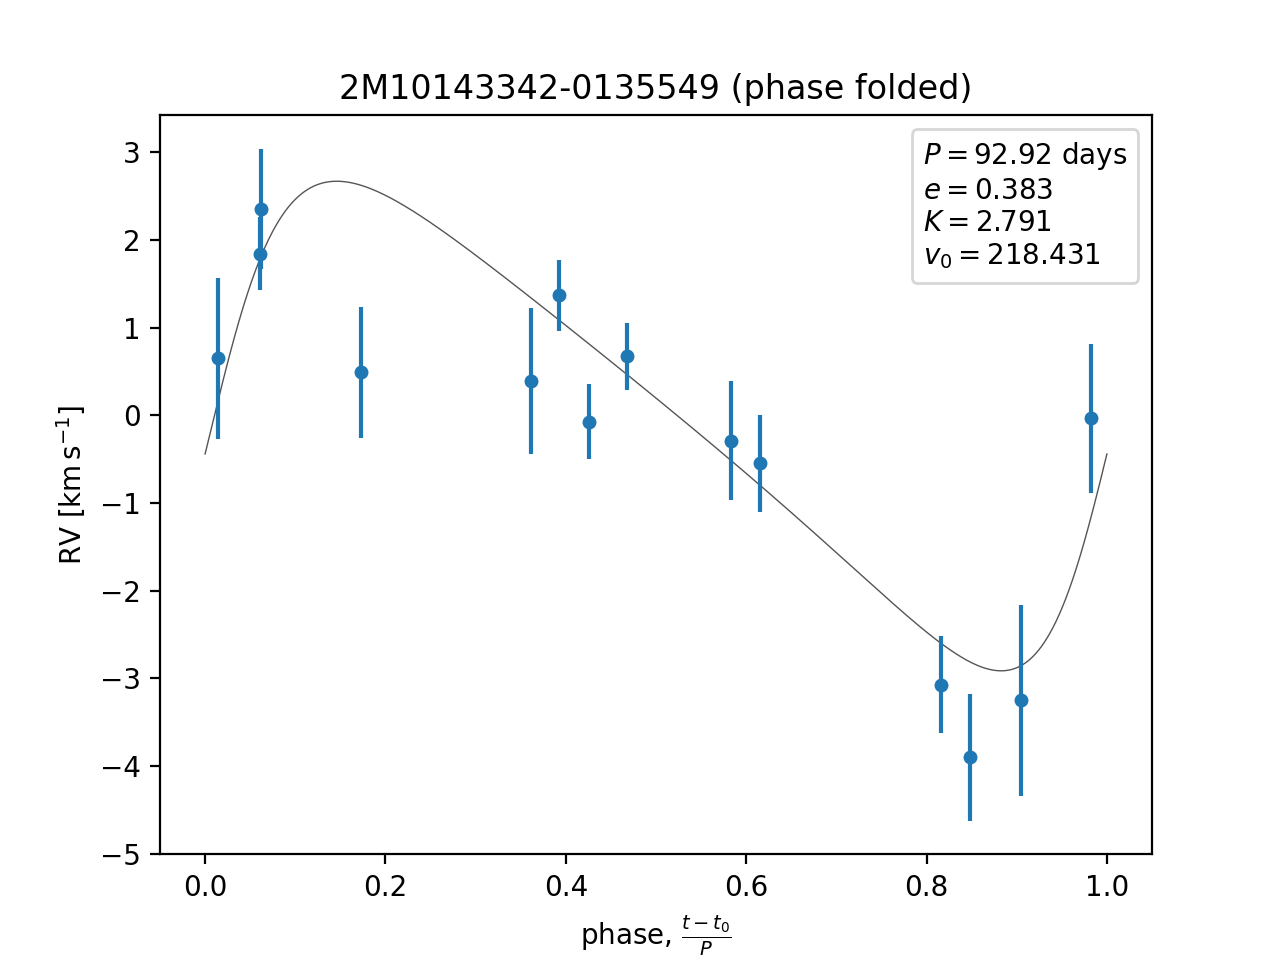 2M10143342-0135549 (phase folded)
P = 92.92 days
e = 0.383
K = 2.791
v₀ = 218.431
3
2
1
0
−1
−2
−3
−4
−5
RV [km s⁻¹]
0.0 0.2 0.4 0.6 0.8 1.0
phase, (t − t₀)/P